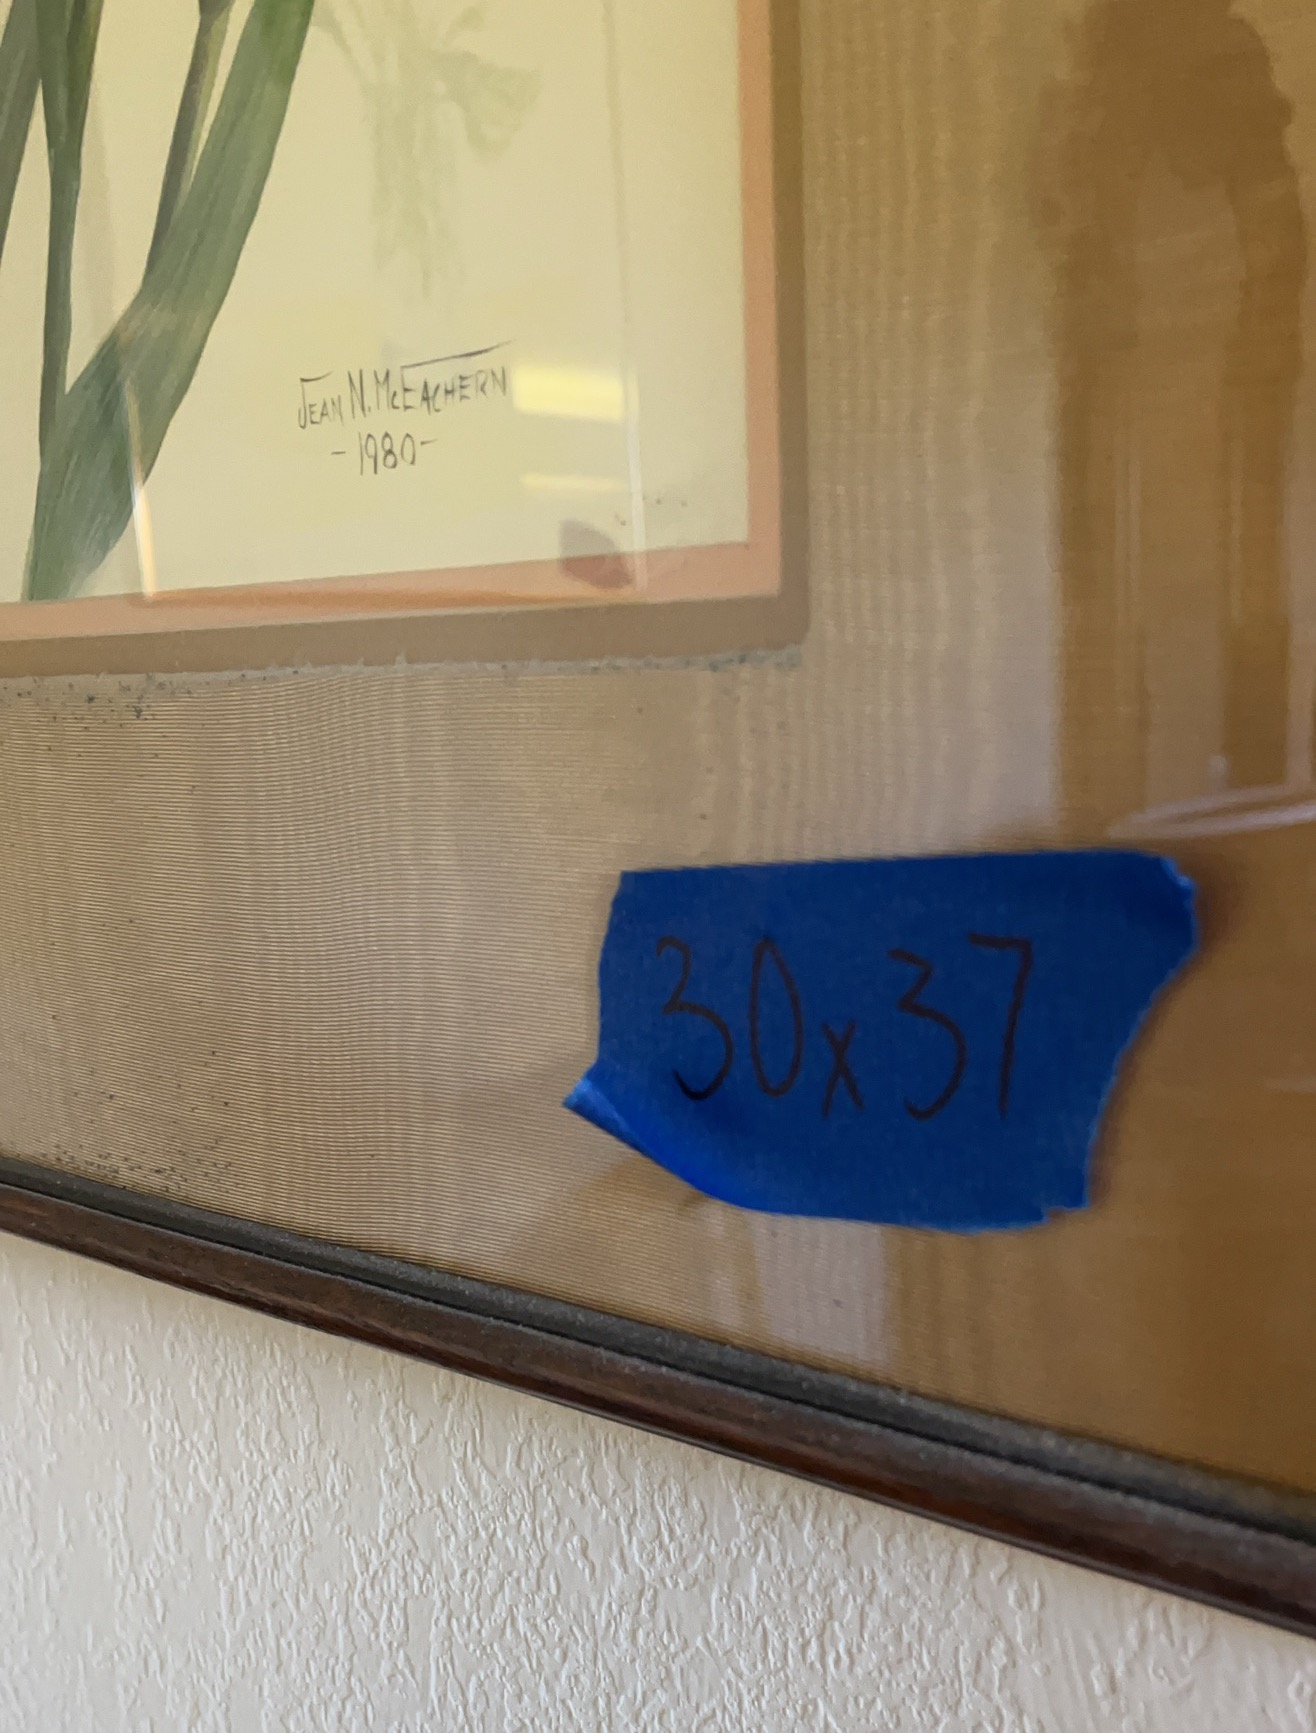 JEAN N. McEACHERN
-1980-
30x37